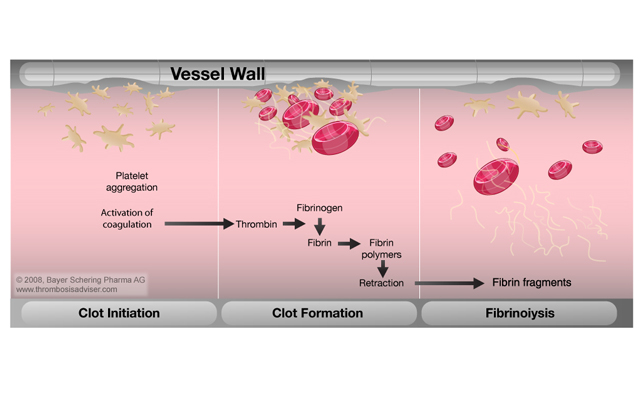 Vessel Wall
Platelet
aggregation
Activation of
coagulation
Thrombin
Fibrinogen
Fibrin
Fibrin
polymers
Retraction
Fibrin fragments
© 2008, Bayer Schering Pharma AG
www.thrombosisadviser.com
Clot Initiation
Clot Formation
Fibrinoiysis